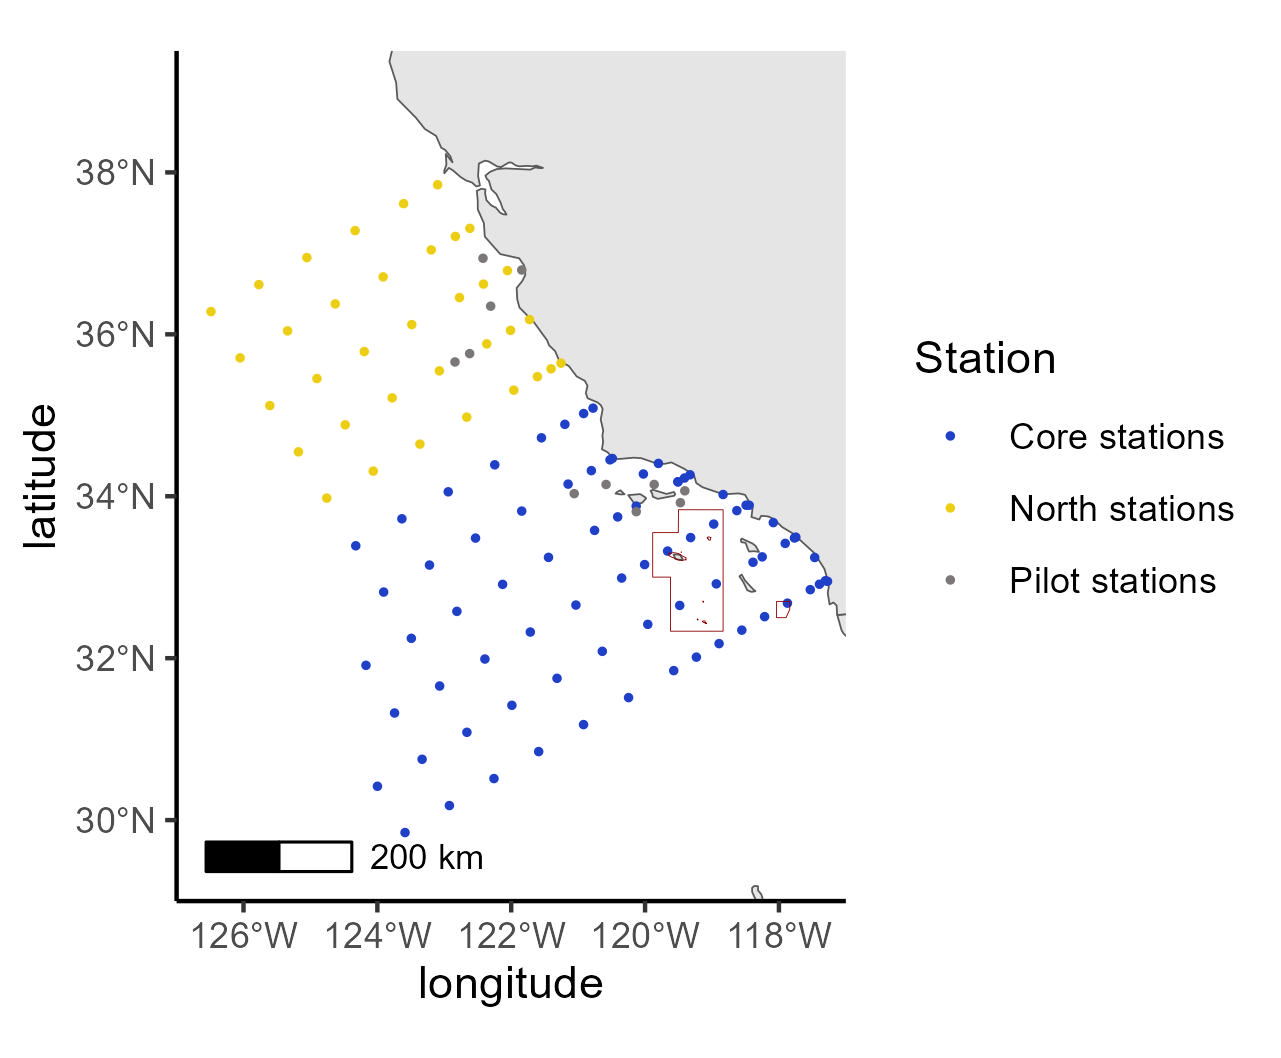 38°N
36°N
34°N
32°N
30°N
latitude
200 km
126°W 124°W 122°W 120°W 118°W
longitude
Station
Core stations
North stations
Pilot stations